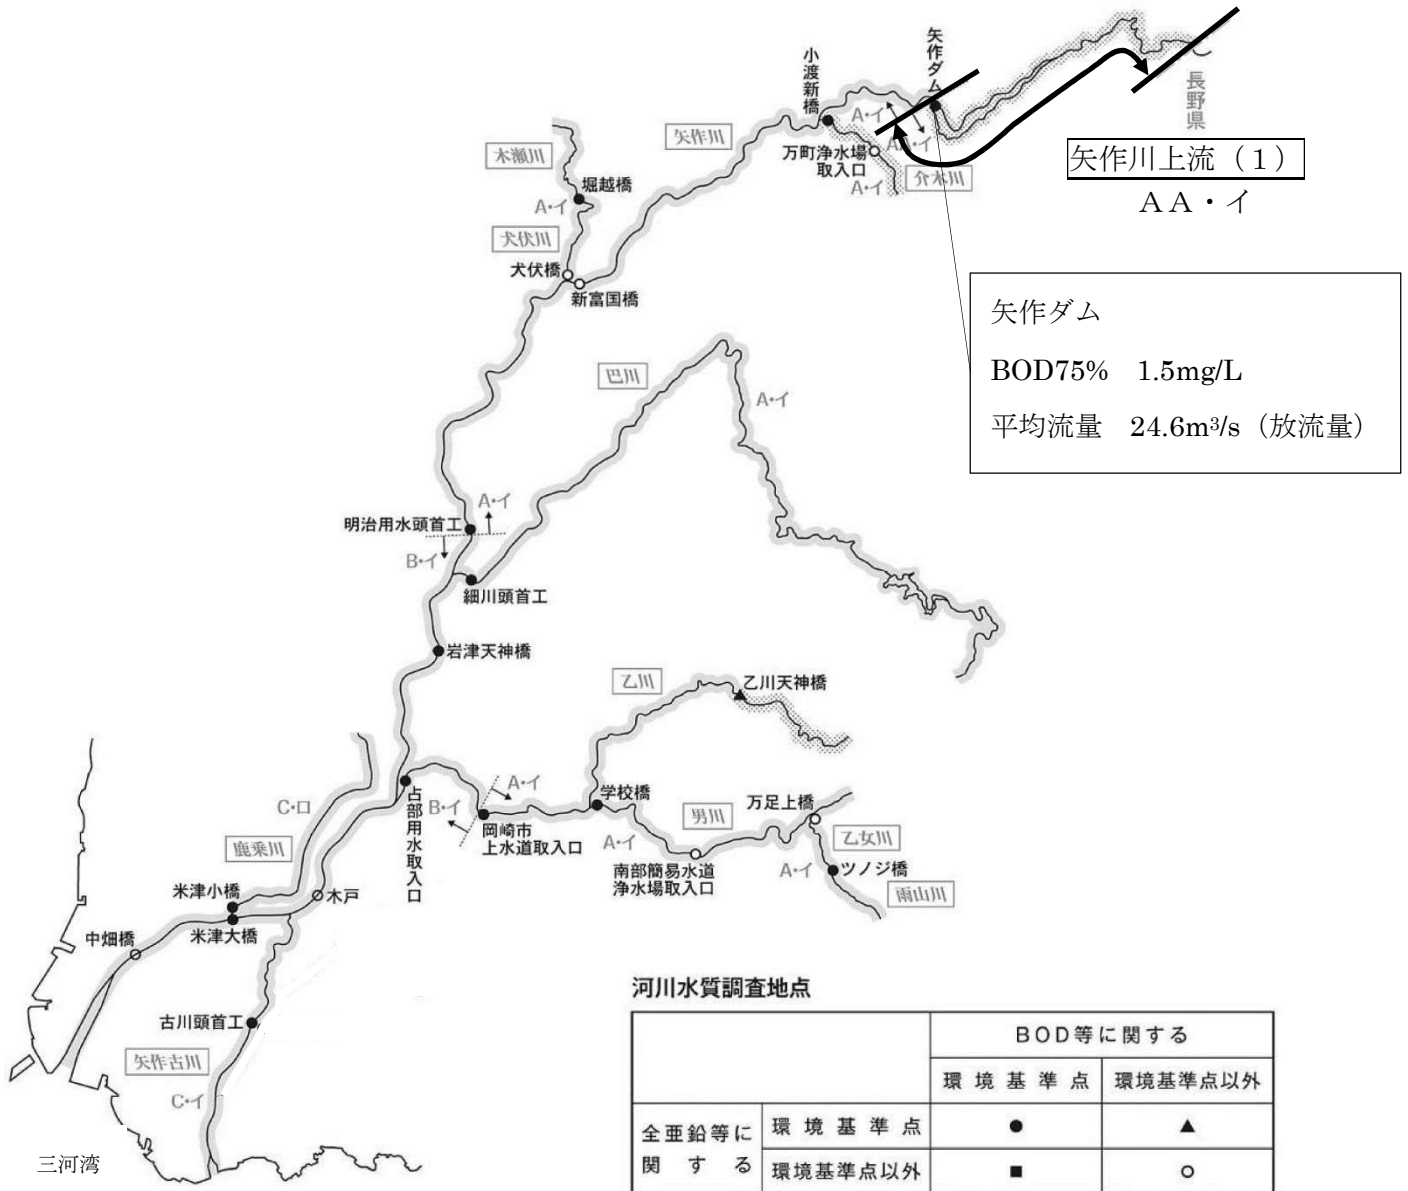 矢作ダム
小渡新橋
長野県
A・イ
AA・イ
矢作川
木瀬川
万町浄水場
取入口
A・イ
介木川
矢作川上流（１）
ＡＡ・イ
堀越橋
A・イ
犬伏川
犬伏橋
新富国橋
矢作ダム
BOD75%　1.5mg/L
平均流量　24.6m³/s（放流量）
巴川
A・イ
A・イ
明治用水頭首工
B・イ
細川頭首工
岩津天神橋
乙川
乙川天神橋
C・ロ
占部用水取入口
B・イ
A・イ
岡崎市
上水道取入口
学校橋
A・イ
男川
万足上橋
乙女川
南部簡易水道
浄水場取入口
A・イ
ツノジ橋
雨山川
鹿乗川
米津小橋
木戸
米津大橋
中畑橋
古川頭首工
矢作古川
C・イ
三河湾
河川水質調査地点
BOD等に関する
環境基準点
環境基準点以外
全亜鉛等に
関する
環境基準点
●
▲
環境基準点以外
■
○